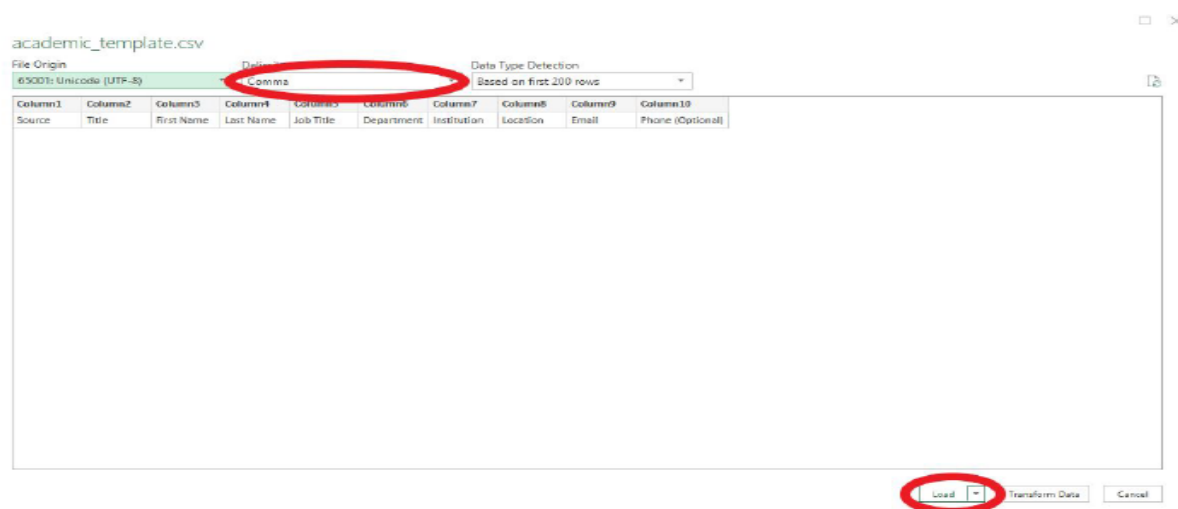 academic_template.csv
File Origin Delimit Data Type Detection
65001: Unicode (UTF-8) Comma Based on first 200 rows
Column1 Column2 Column3 Column4 Column5 Column6 Column7 Column8 Column9 Column10
Source Title First Name Last Name Job Title Department Institution Location Email Phone (Optional)
Load Transform Data Cancel